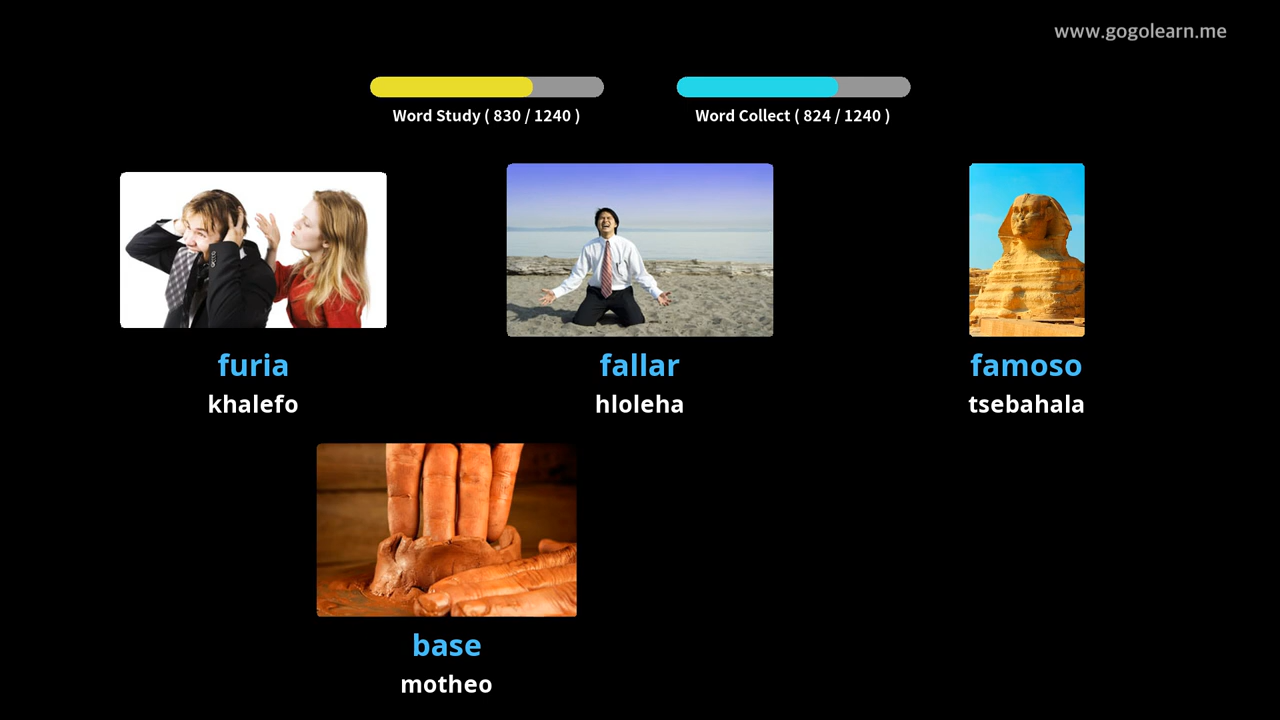 www.gogolearn.me
Word Study ( 830 / 1240 )
Word Collect ( 824 / 1240 )
furia
khalefo
fallar
hloleha
famoso
tsebahala
base
motheo